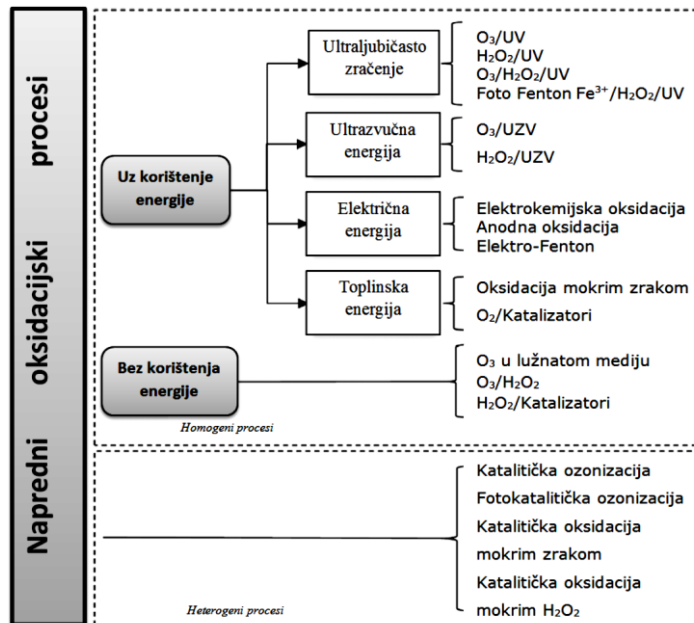 Napredni oksidacijski procesi
Uz korištenje
energije
Ultraljubičasto
zračenje
O₃/UV
H₂O₂/UV
O₃/H₂O₂/UV
Foto Fenton Fe³⁺/H₂O₂/UV
Ultrazvučna
energija
O₃/UZV
H₂O₂/UZV
Električna
energija
Elektrokemijska oksidacija
Anodna oksidacija
Elektro-Fenton
Toplinska
energija
Oksidacija mokrim zrakom
O₂/Katalizatori
Bez korištenja
energije
O₃ u lužnatom mediju
O₃/H₂O₂
H₂O₂/Katalizatori
Homogeni procesi
Katalitička ozonizacija
Fotokatalitička ozonizacija
Katalitička oksidacija
mokrim zrakom
Katalitička oksidacija
mokrim H₂O₂
Heterogeni procesi